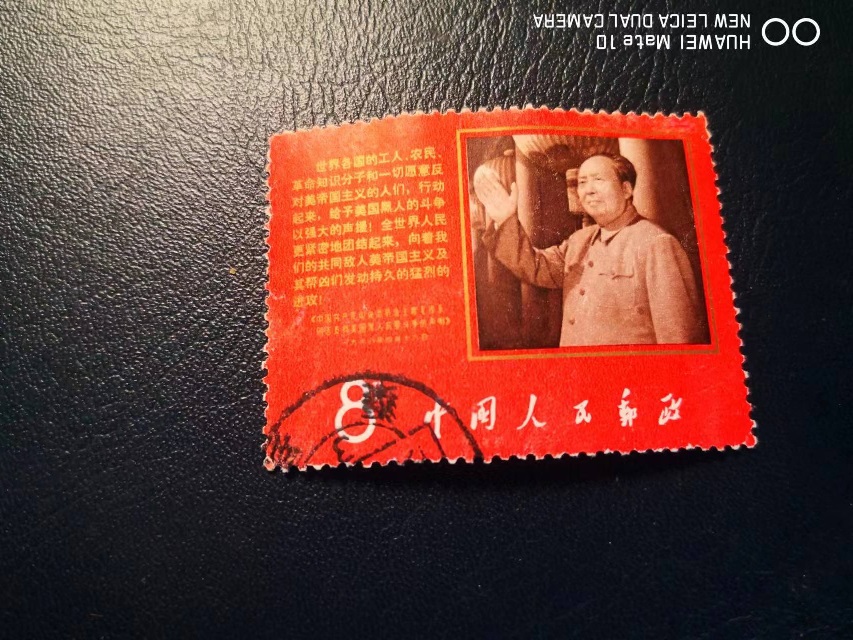 世界各国的工人、农民、
革命知识分子和一切愿意反
对美帝国主义的人们，行动
起来，给予美国黑人的斗争
以强大的声援！全世界人民
更紧密地团结起来，向着我
们的共同敌人美帝国主义及
其帮凶们发动持久的猛烈的
进攻！
8
中国人民邮政
HUAWEI Mate 10
NEW LEICA DUAL CAMERA